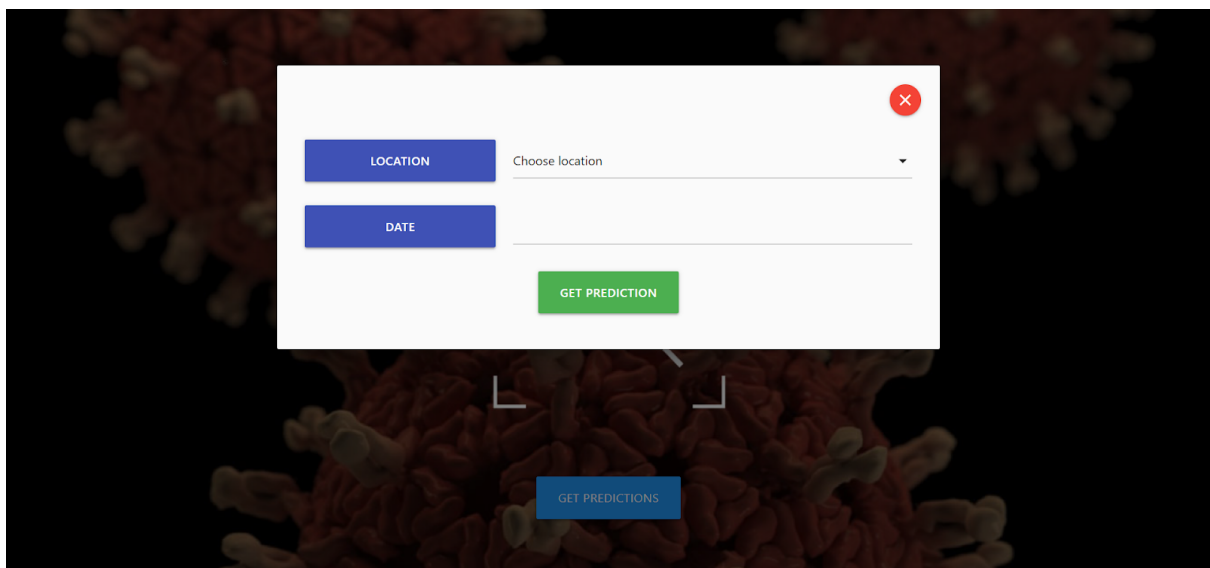 LOCATION
Choose location
DATE
GET PREDICTION
GET PREDICTIONS